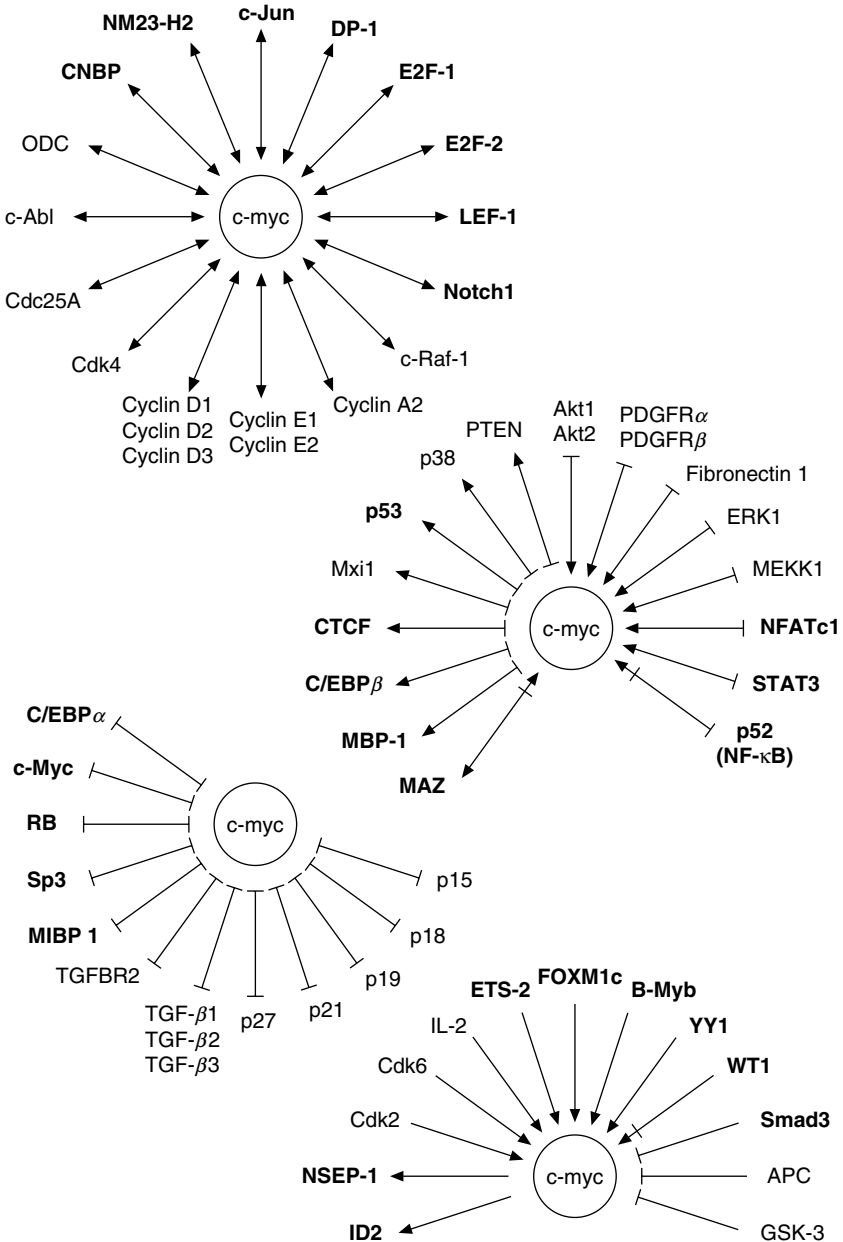 c-Jun
NM23-H2
DP-1
CNBP
E2F-1
ODC
E2F-2
c-Abl
c-myc
LEF-1
Cdc25A
Notch1
Cdk4
c-Raf-1
Cyclin D1
Cyclin D2
Cyclin D3
Cyclin E1
Cyclin E2
Cyclin A2
PTEN
Akt1
Akt2
PDGFRα
PDGFRβ
p38
Fibronectin 1
p53
ERK1
Mxi1
MEKK1
CTCF
c-myc
NFATc1
C/EBPβ
STAT3
MBP-1
p52
(NF-κB)
MAZ
C/EBPα
c-Myc
RB
c-myc
Sp3
p15
MIBP 1
p18
TGFBR2
p19
TGF-β1
TGF-β2
TGF-β3
p27
p21
FOXM1c
ETS-2
B-Myb
IL-2
YY1
Cdk6
WT1
Cdk2
Smad3
NSEP-1
c-myc
APC
ID2
GSK-3